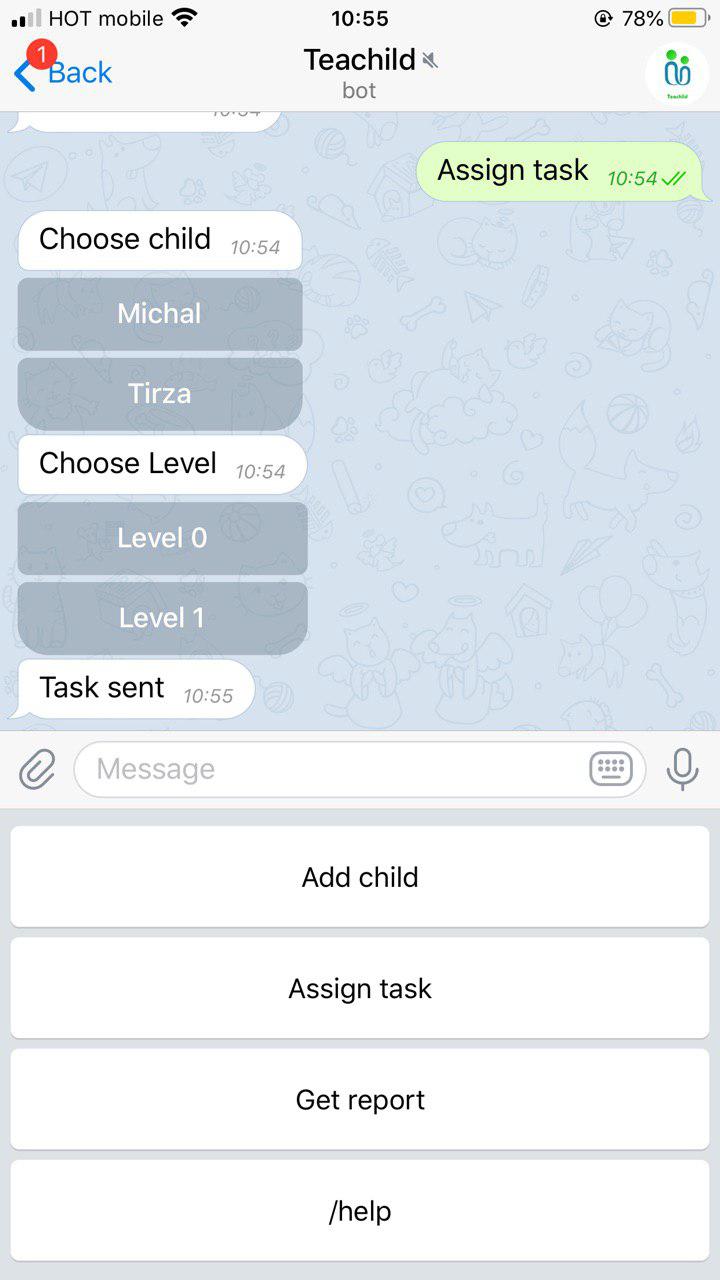 HOT mobile
10:55
78%
1
Back
Teachild
bot
Teachild
Assign task 10:54
Choose child 10:54
Michal
Tirza
Choose Level 10:54
Level 0
Level 1
Task sent 10:55
Message
Add child
Assign task
Get report
/help